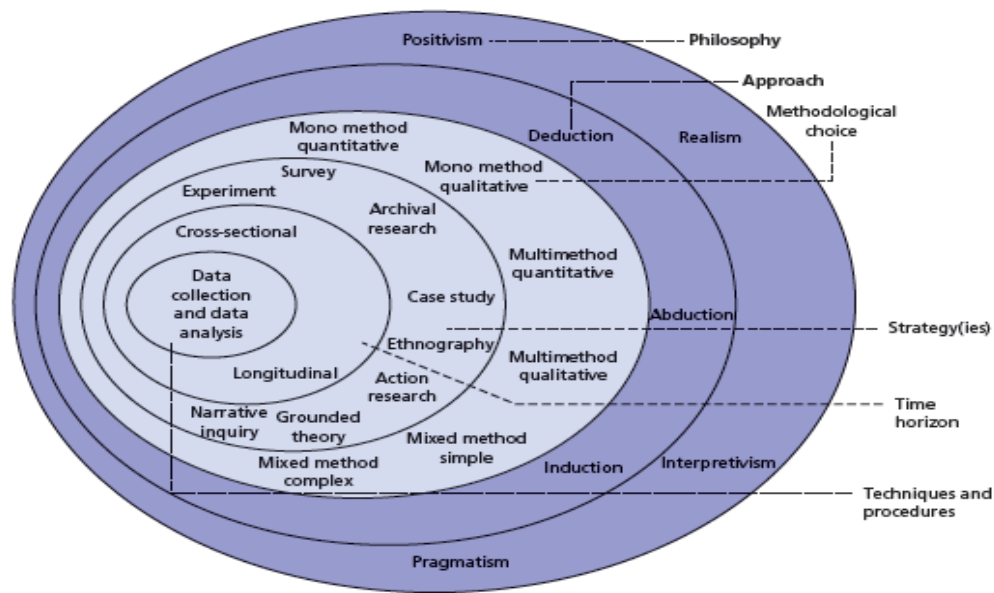 Positivism
Philosophy
Approach
Methodological
choice
Mono method
quantitative
Deduction
Realism
Mono method
qualitative
Survey
Experiment
Archival
research
Cross-sectional
Multimethod
quantitative
Data
collection
and data
analysis
Case study
Abduction
Strategy(ies)
Ethnography
Multimethod
qualitative
Longitudinal
Action
research
Time
horizon
Narrative
inquiry
Grounded
theory
Mixed method
simple
Mixed method
complex
Induction
Interpretivism
Techniques and
procedures
Pragmatism